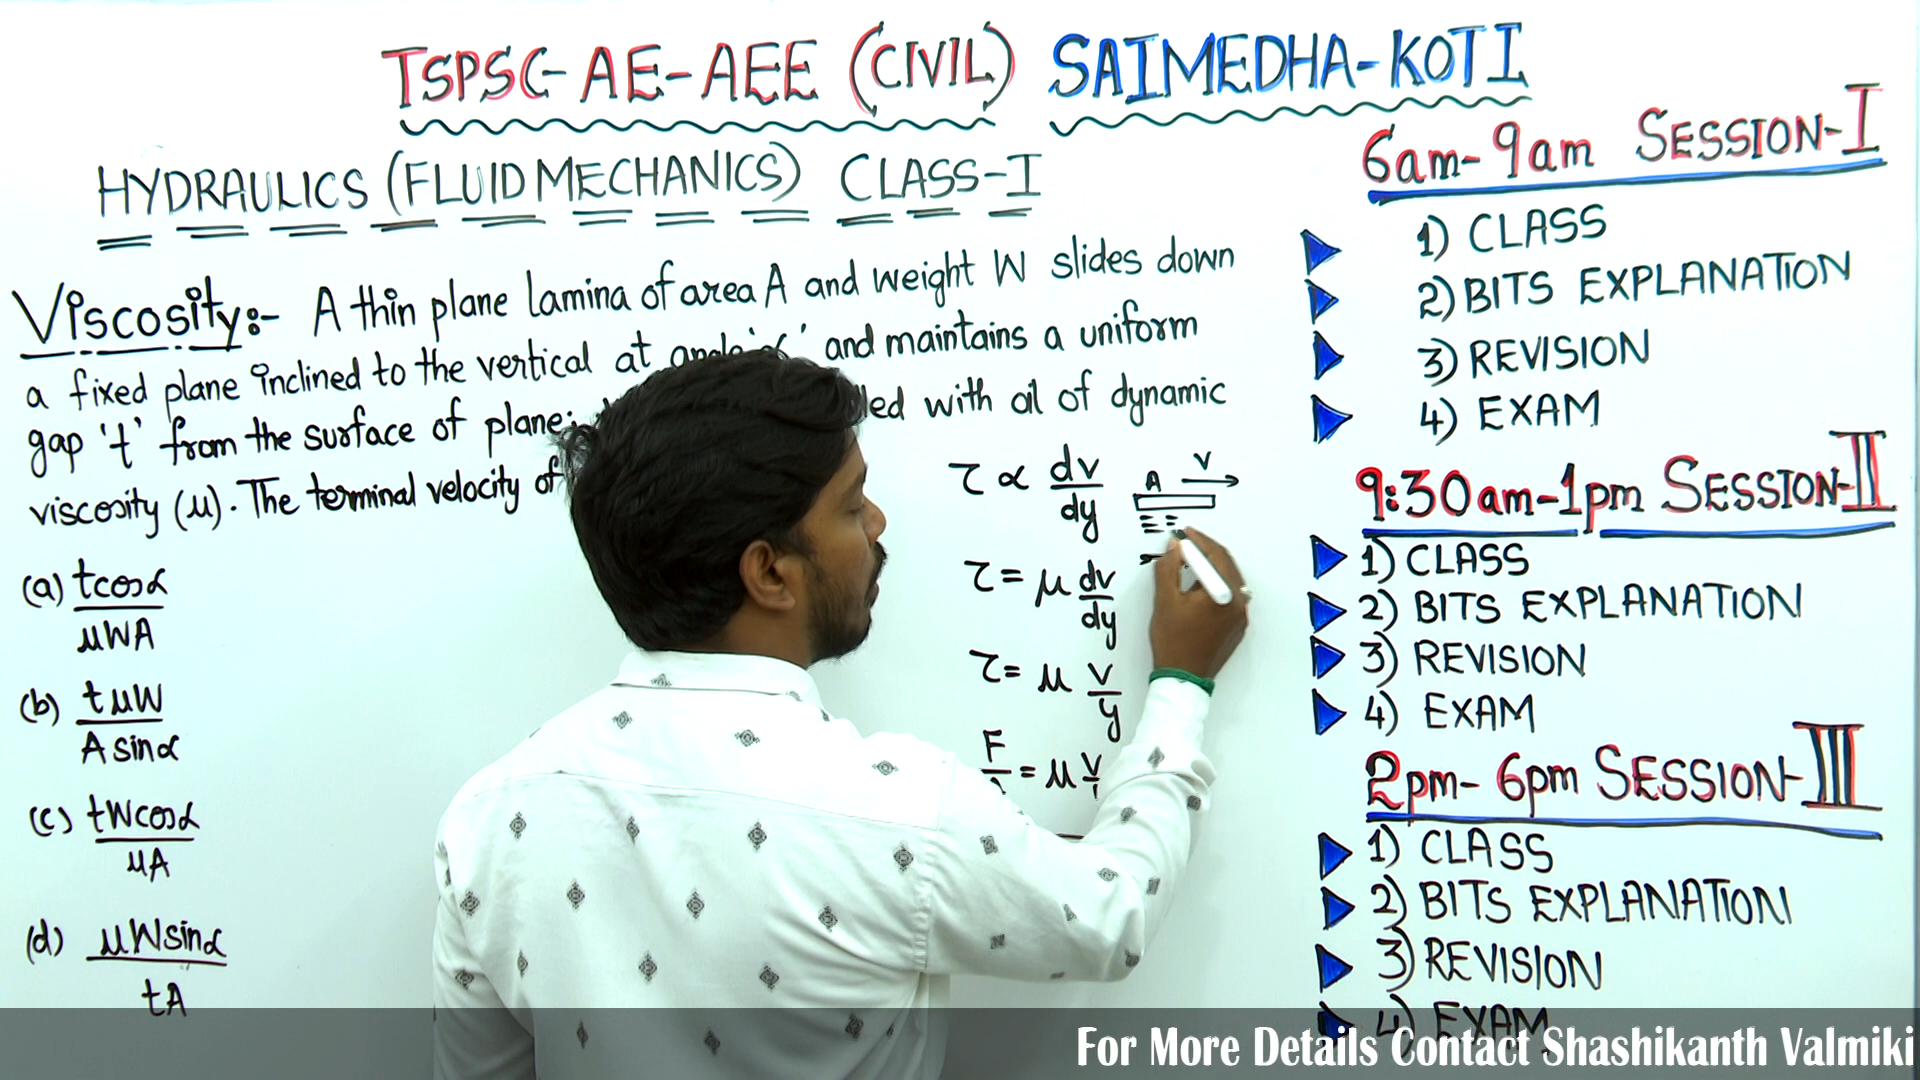 TSPSC-AE-AEE (CIVIL) SAIMEDHA-KOTI
HYDRAULICS (FLUID MECHANICS) CLASS-I
Viscosity:- A thin plane lamina of area A and weight W slides down
a fixed plane inclined to the vertical at angle 'α' and maintains a uniform
gap 't' from the surface of plane; led with oil of dynamic
viscosity (μ). The terminal velocity of
(a) tcosα
μWA
(b) tμW
A sinα
(c) tWcosα
μA
(d) μWsinα
tA
τ ∝ dv
dy
A V
τ = μ dv
dy
τ = μ v
y
F = μ v
6am-9am SESSION-I
1) CLASS
2) BITS EXPLANATION
3) REVISION
4) EXAM
9:30am-1pm SESSION-II
1) CLASS
2) BITS EXPLANATION
3) REVISION
4) EXAM
2pm-6pm SESSION-III
1) CLASS
2) BITS EXPLANATION
3) REVISION
4) EXAM
For More Details Contact Shashikanth Valmiki